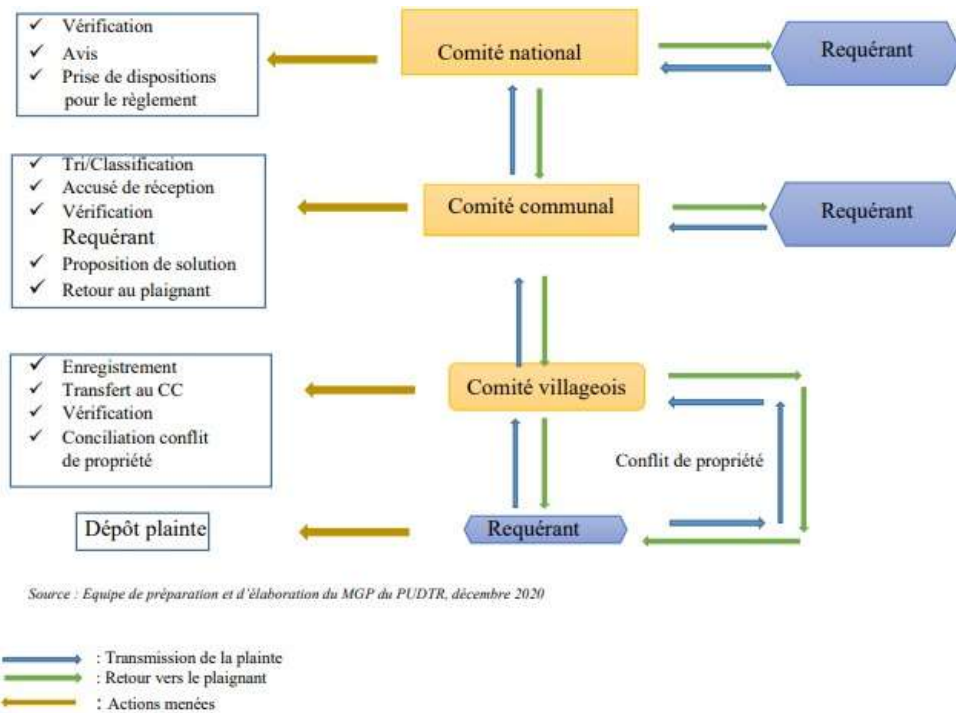 ✓ Vérification
✓ Avis
✓ Prise de dispositions
pour le règlement
Comité national
Requérant
✓ Tri/Classification
✓ Accusé de réception
✓ Vérification
Requérant
✓ Proposition de solution
✓ Retour au plaignant
Comité communal
Requérant
✓ Enregistrement
✓ Transfert au CC
✓ Vérification
✓ Conciliation conflit
de propriété
Comité villageois
Conflit de propriété
Dépôt plainte
Requérant
Source : Equipe de préparation et d'élaboration du MGP du PUDTR, décembre 2020
: Transmission de la plainte
: Retour vers le plaignant
: Actions menées